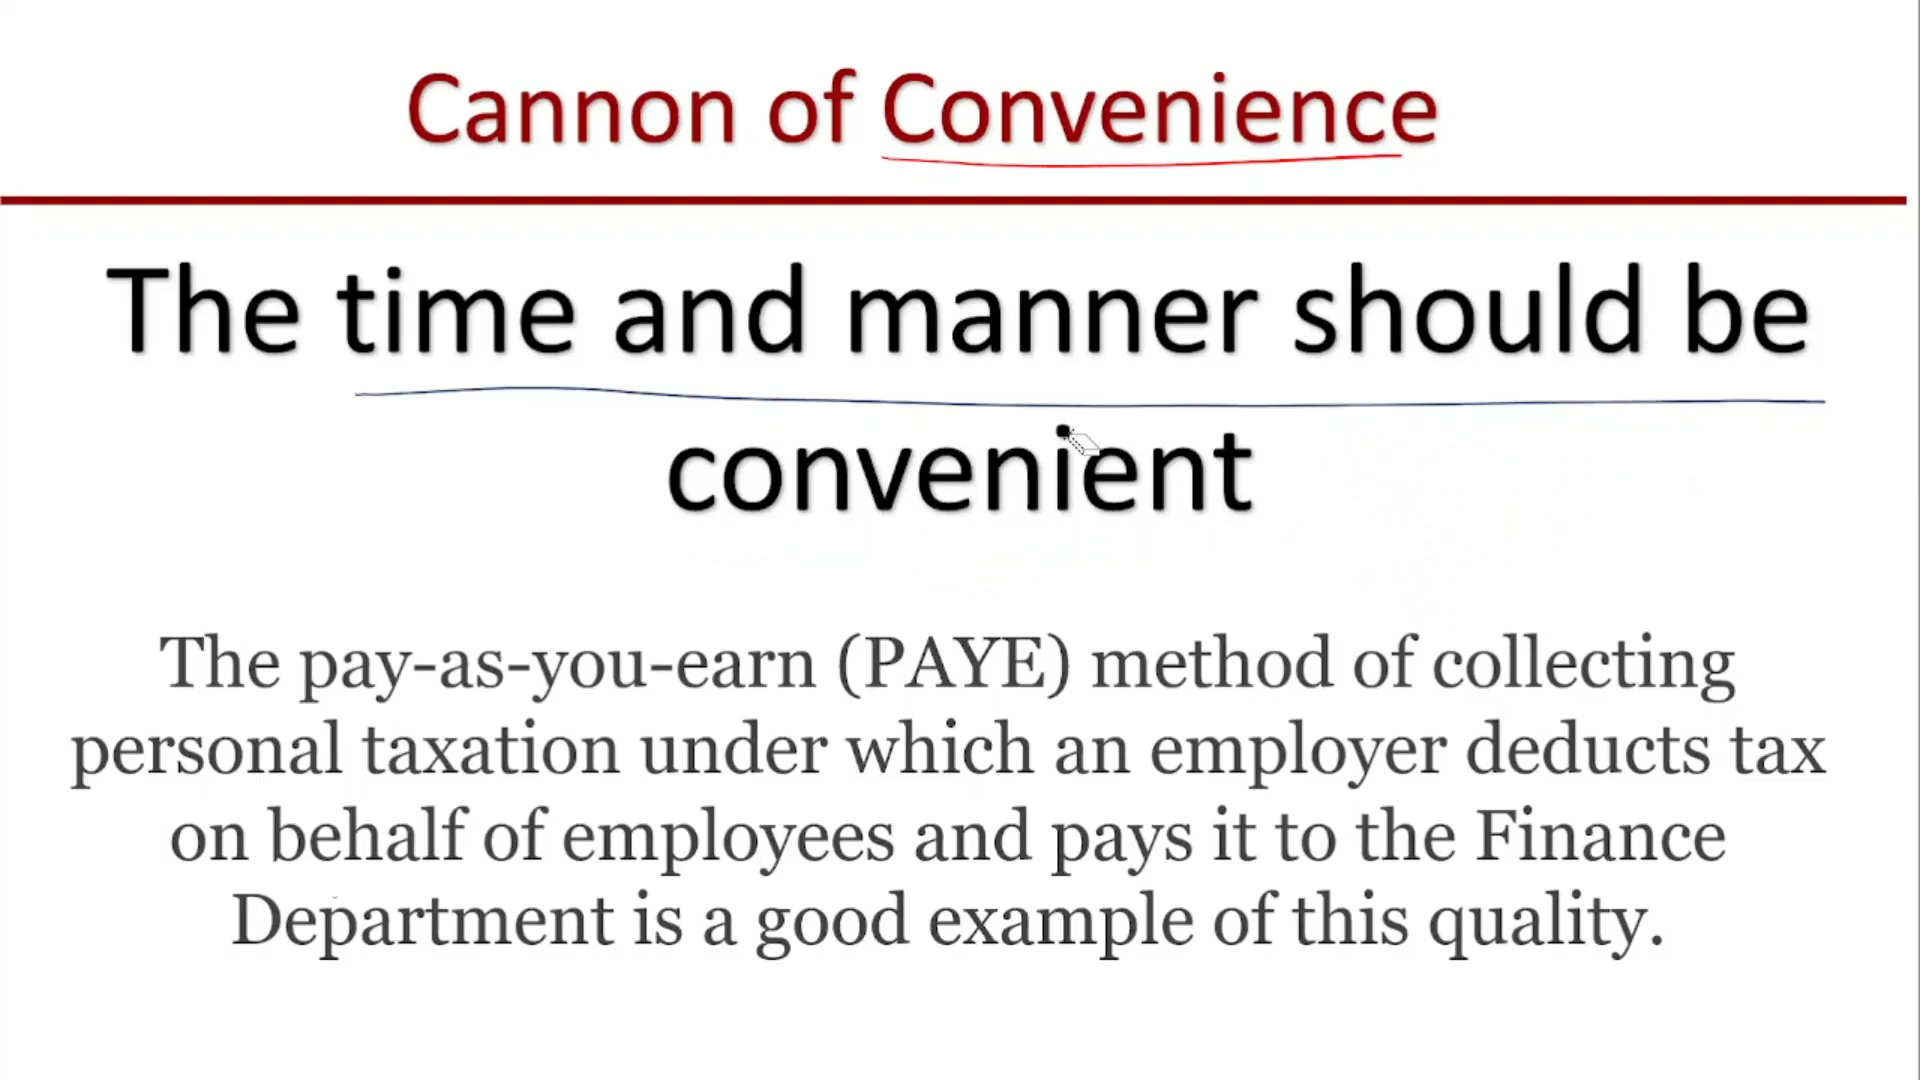 Cannon of Convenience
The time and manner should be
convenient
The pay-as-you-earn (PAYE) method of collecting
personal taxation under which an employer deducts tax
on behalf of employees and pays it to the Finance
Department is a good example of this quality.